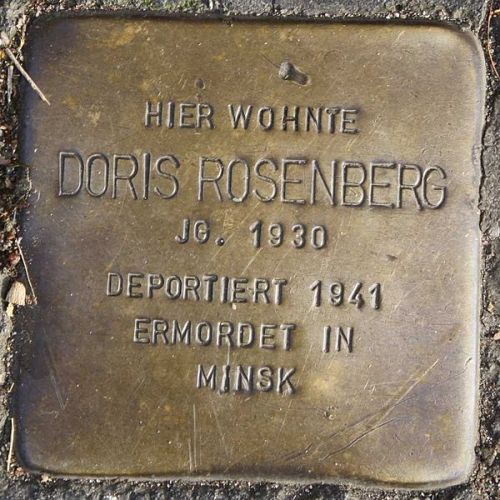 HIER WOHNTE
DORIS ROSENBERG
JG. 1930
DEPORTIERT 1941
ERMORDET IN
MINSK